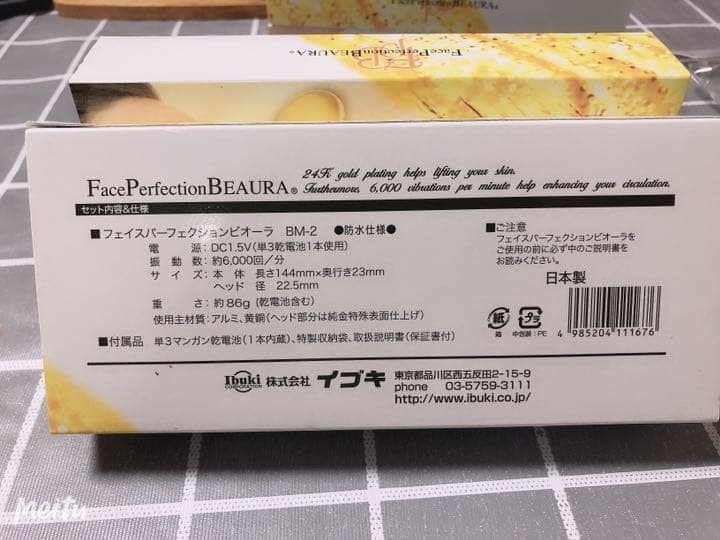 FacePerfectionBEAURA®
FacePerfectionBEAURA®
FacePerfectionBEAURA®
24K gold plating helps lifting your skin.
Furthermore, 6,000 vibrations per minute help enhancing your circulation.
セット内容&仕様
■フェイスパーフェクションビオーラ BM-2 ●防水仕様●
電源：DC1.5V（単3乾電池1本使用）
振動数：約6,000回／分
サイズ：本体 長さ144mm×奥行き23mm
ヘッド 径 22.5mm
重さ：約86g（乾電池含む）
使用主材質：アルミ、黄銅（ヘッド部分は純金特殊表面仕上げ）
■付属品 単3マンガン乾電池（1本内蔵）、特製収納袋、取扱説明書（保証書付）
■ご注意
フェイスパーフェクションビオーラを
ご使用の前に必ず中のご説明書を
お読みください。
日本製
紙
箱
プラ
中包装：PE
4 985204 111676
Ibuki
CORPORATION
株式会社 イブキ
東京都品川区西五反田2-15-9
phone 03-5759-3111
http://www.ibuki.co.jp/
Meitu